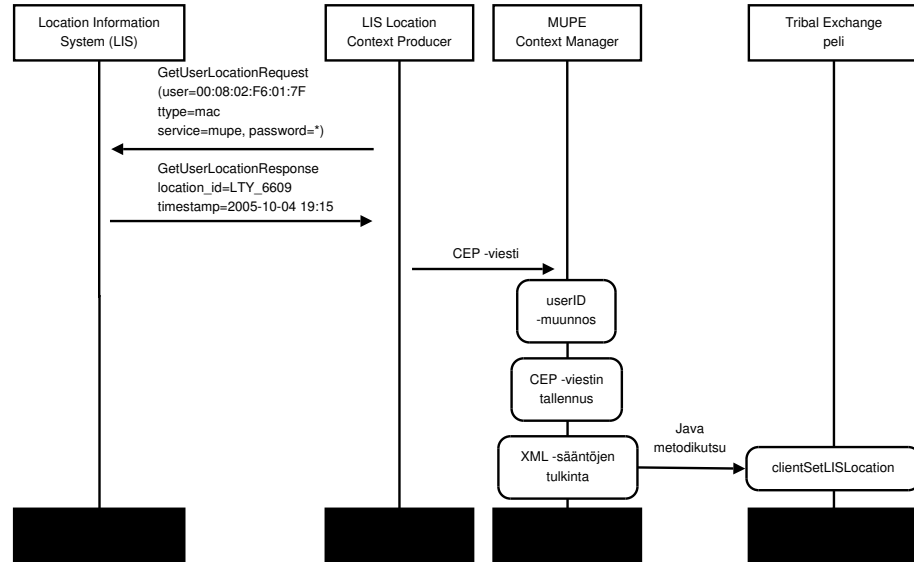 Location Information
System (LIS)
LIS Location
Context Producer
MUPE
Context Manager
Tribal Exchange
peli
GetUserLocationRequest
(user=00:08:02:F6:01:7F
ttype=mac
service=mupe, password=*)
GetUserLocationResponse
location_id=LTY_6609
timestamp=2005-10-04 19:15
CEP -viesti
userID
-muunnos
CEP -viestin
tallennus
XML -sääntöjen
tulkinta
Java
metodikutsu
clientSetLISLocation